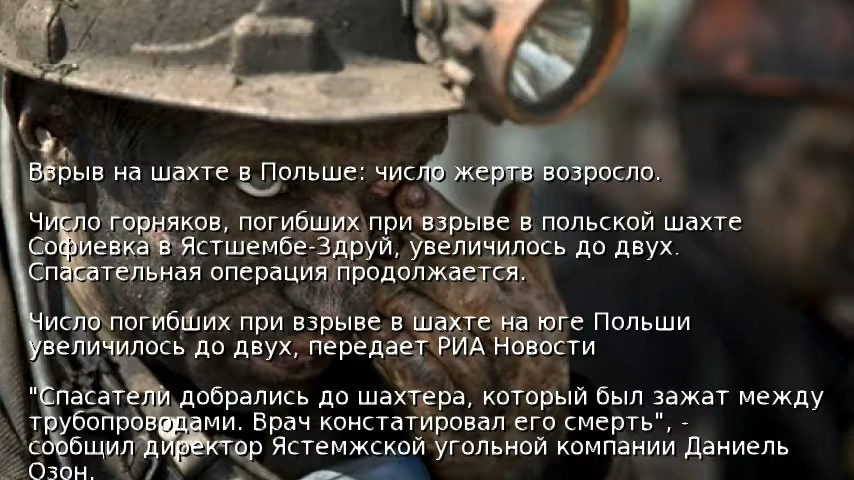 Взрыв на шахте в Польше: число жертв возросло.
Число горняков, погибших при взрыве в польской шахте
Софиевка в Ястшембе-Здруй, увеличилось до двух.
Спасательная операция продолжается.
Число погибших при взрыве в шахте на юге Польши
увеличилось до двух, передает РИА Новости
"Спасатели добрались до шахтера, который был зажат между
трубопроводами. Врач констатировал его смерть", -
сообщил директор Ястемжской угольной компании Даниель
Озон.